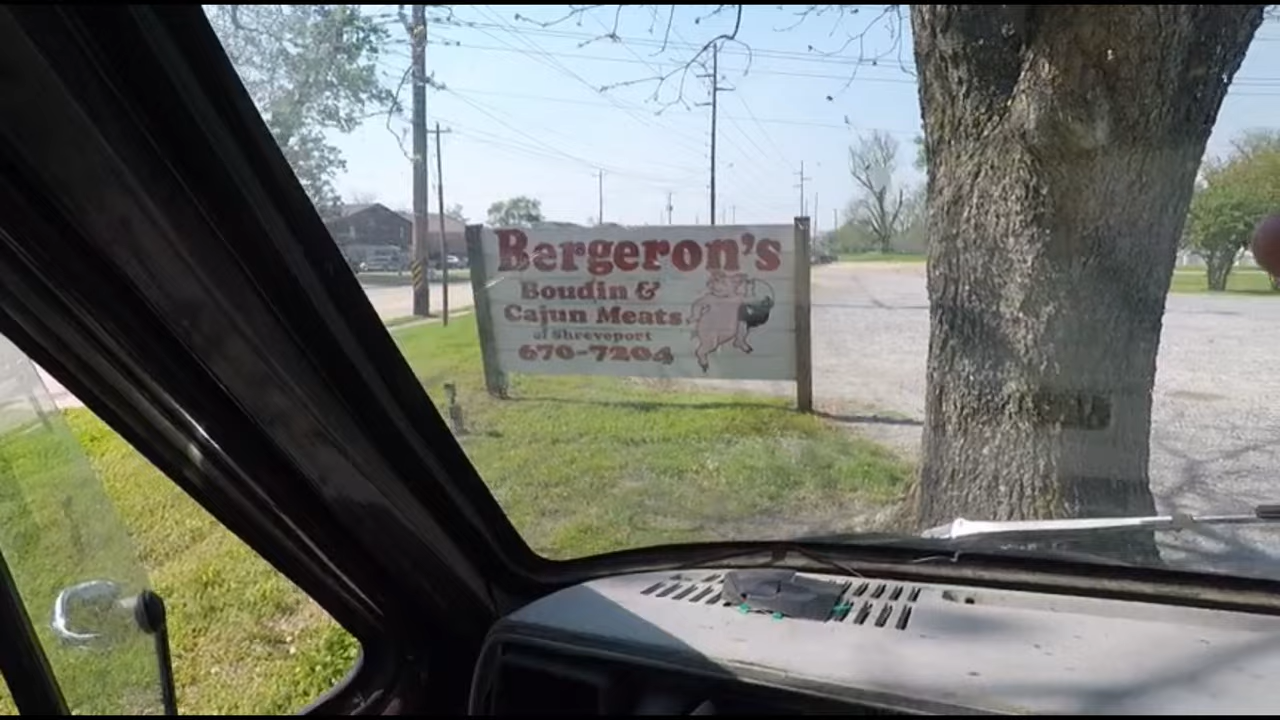 Bergeron's
Boudin &
Cajun Meats
of Shreveport
670-7204